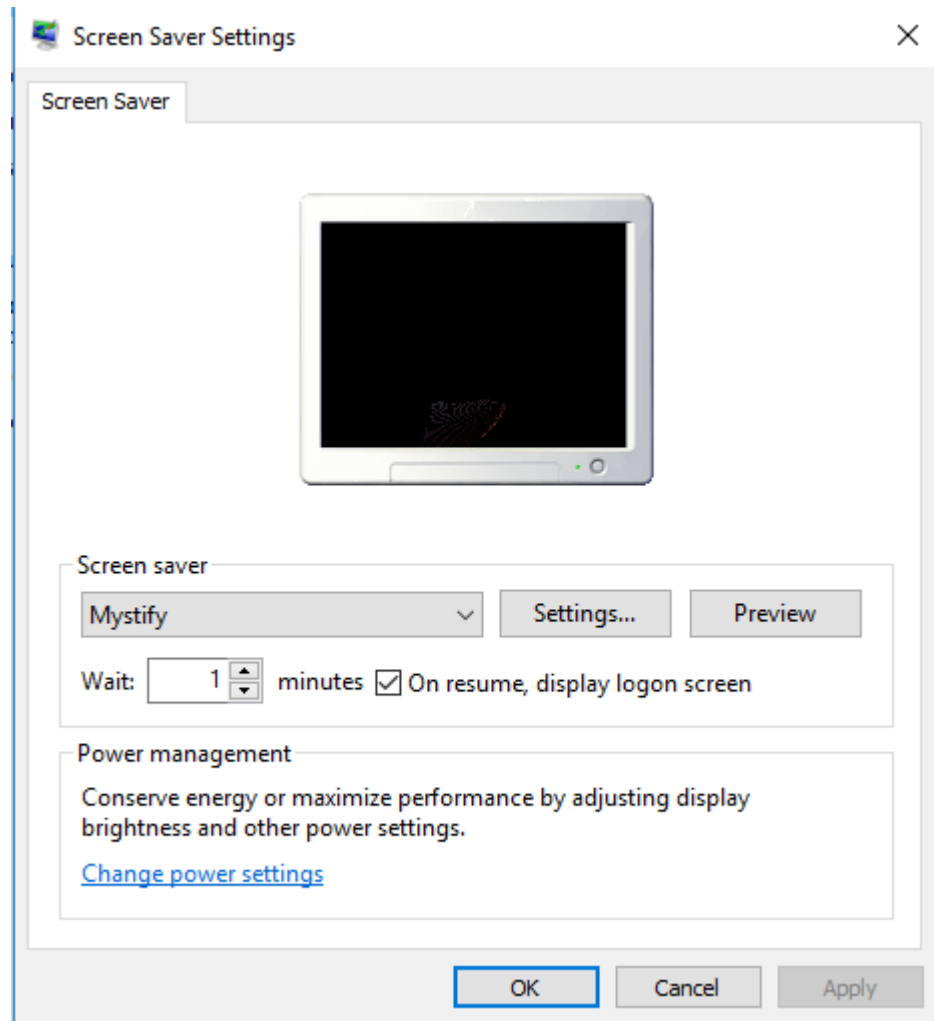 Screen Saver Settings
Screen Saver
Screen saver
Mystify
Settings...
Preview
Wait: 1 minutes On resume, display logon screen
Power management
Conserve energy or maximize performance by adjusting display
brightness and other power settings.
Change power settings
OK
Cancel
Apply